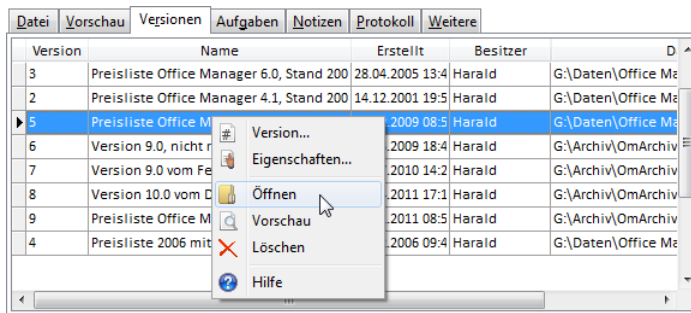 Datei Vorschau Versionen Aufgaben Notizen Protokoll Weitere
Version Name Erstellt Besitzer
3 Preisliste Office Manager 6.0, Stand 200 28.04.2005 13:4 Harald G:\Daten\Office Ma
2 Preisliste Office Manager 4.1, Stand 200 14.12.2001 19:5 Harald G:\Daten\Office Ma
5 Preisliste Office M .2009 08:5 Harald G:\Daten\Office Ma
6 Version 9.0, nicht .2009 18:4 Harald G:\Archiv\OmArchiv
7 Version 9.0 vom Fe .2010 14:2 Harald G:\Archiv\OmArchiv
8 Version 10.0 vom D .2011 17:1 Harald G:\Archiv\OmArchiv
9 Preisliste Office M .2011 08:5 Harald G:\Archiv\OmArchiv
4 Preisliste 2006 mit .2006 09:4 Harald G:\Daten\Office Ma
Version...
Eigenschaften...
Öffnen
Vorschau
Löschen
Hilfe